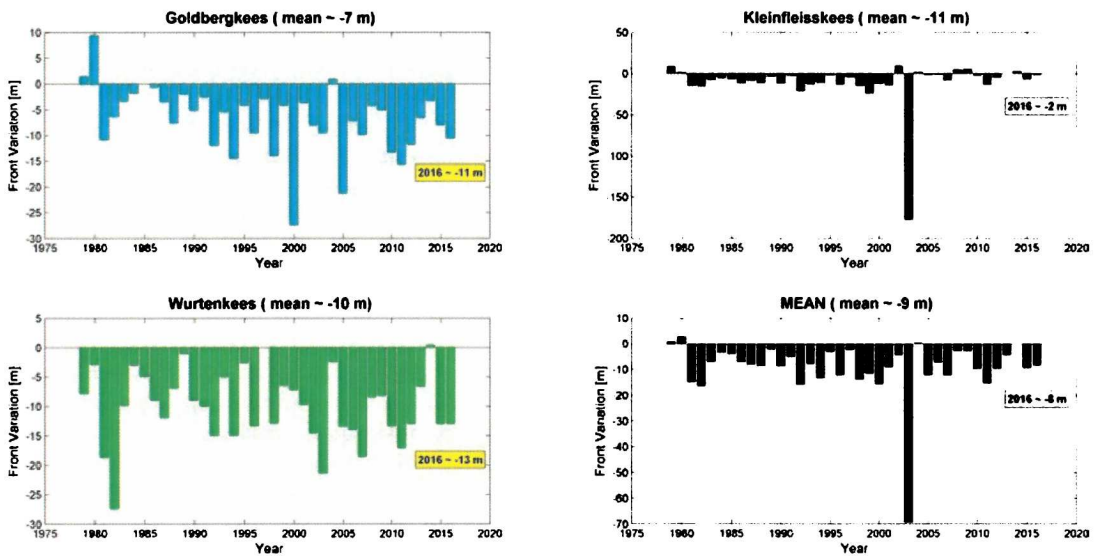 Goldbergkees ( mean ~ -7 m)
10
5
0
-5
-10
-15
-20
-25
-30
Front Variation [m]
2016 ~ -11 m
1975 1980 1985 1990 1995 2000 2005 2010 2015 2020
Year
Kleinfleisskees ( mean ~ -11 m)
50
0
-50
100
150
200
Front Variation [m]
2016 ~ -2 m
1975 1980 1985 1990 1995 2000 2005 2010 2015 2020
Year
Wurtenkees ( mean ~ -10 m)
5
0
-5
-10
-15
-20
-25
-30
Front Variation [m]
2016 ~ -13 m
1975 1980 1985 1990 1995 2000 2005 2010 2015 2020
Year
MEAN ( mean ~ -9 m)
10
0
-10
-20
-30
-40
-50
-60
-70
Front Variation [m]
2016 ~ -8 m
1975 1980 1985 1990 1995 2000 2005 2010 2015 2020
Year